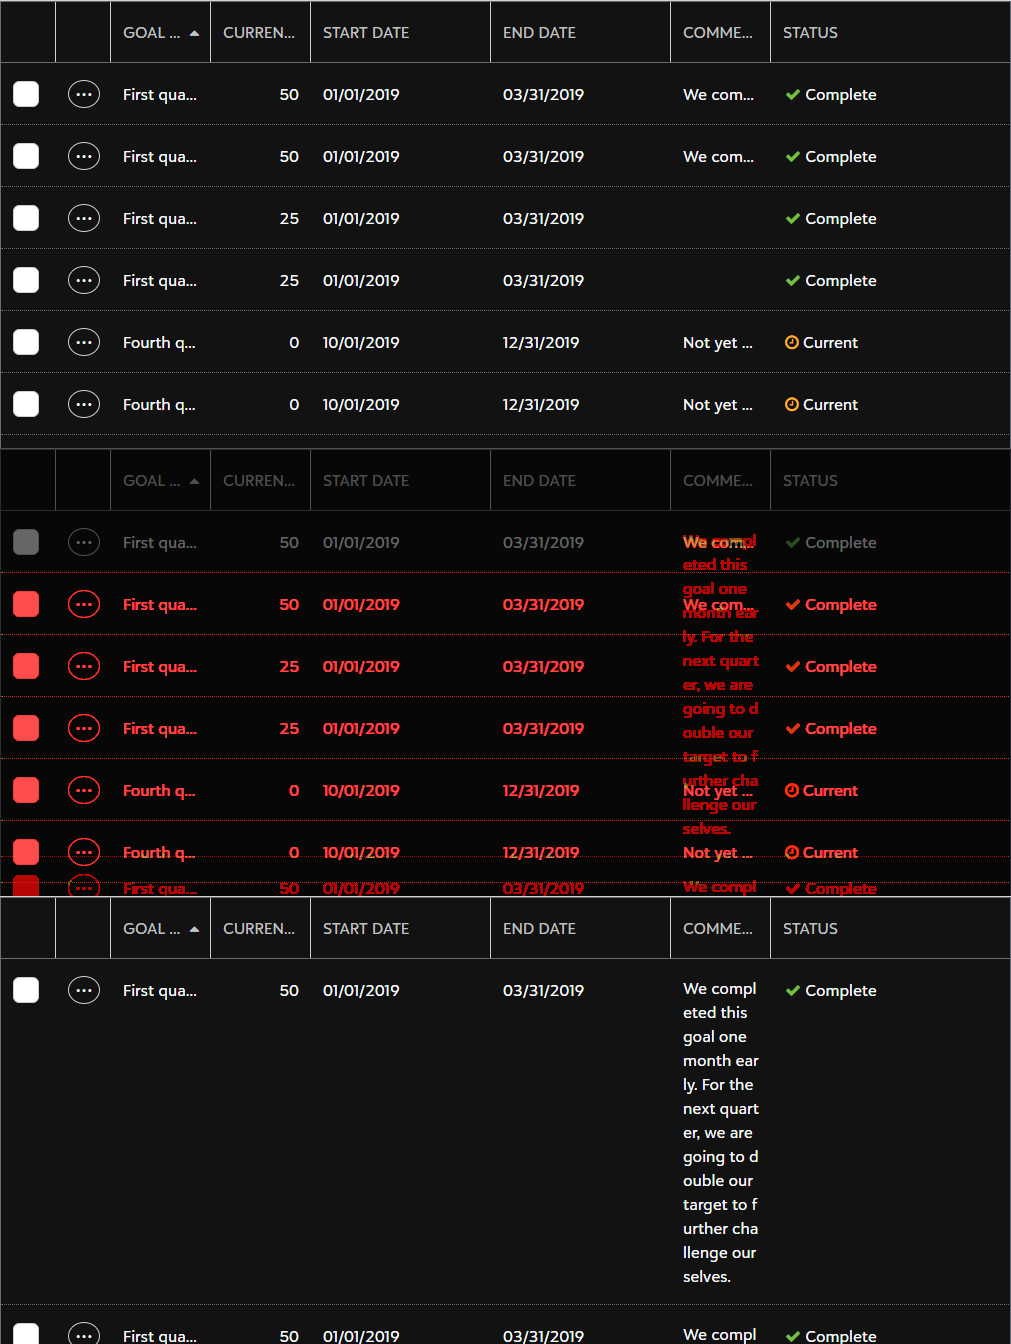 GOAL ... CURREN... START DATE END DATE COMME... STATUS
First qua... 50 01/01/2019 03/31/2019 We com... Complete
First qua... 50 01/01/2019 03/31/2019 We com... Complete
First qua... 25 01/01/2019 03/31/2019 Complete
First qua... 25 01/01/2019 03/31/2019 Complete
Fourth q... 0 10/01/2019 12/31/2019 Not yet ... Current
Fourth q... 0 10/01/2019 12/31/2019 Not yet ... Current
GOAL ... CURREN... START DATE END DATE COMME... STATUS
First qua... 50 01/01/2019 03/31/2019 We com... Complete
We compl
eted this
goal one
First qua... 50 01/01/2019 03/31/2019 We com... Complete
month ear
ly. For the
next quart
First qua... 25 01/01/2019 03/31/2019 Complete
er, we are
going to d
First qua... 25 01/01/2019 03/31/2019 Complete
ouble our
target to f
urther cha
Fourth q... 0 10/01/2019 12/31/2019 Not yet ... Current
llenge our
selves.
Fourth q... 0 10/01/2019 12/31/2019 Not yet ... Current
First qua... 50 01/01/2019 03/31/2019 We compl Complete
GOAL ... CURREN... START DATE END DATE COMME... STATUS
First qua... 50 01/01/2019 03/31/2019 We compl Complete
eted this
goal one
month ear
ly. For the
next quart
er, we are
going to d
ouble our
target to f
urther cha
llenge our
selves.
First qua... 50 01/01/2019 03/31/2019 We compl Complete